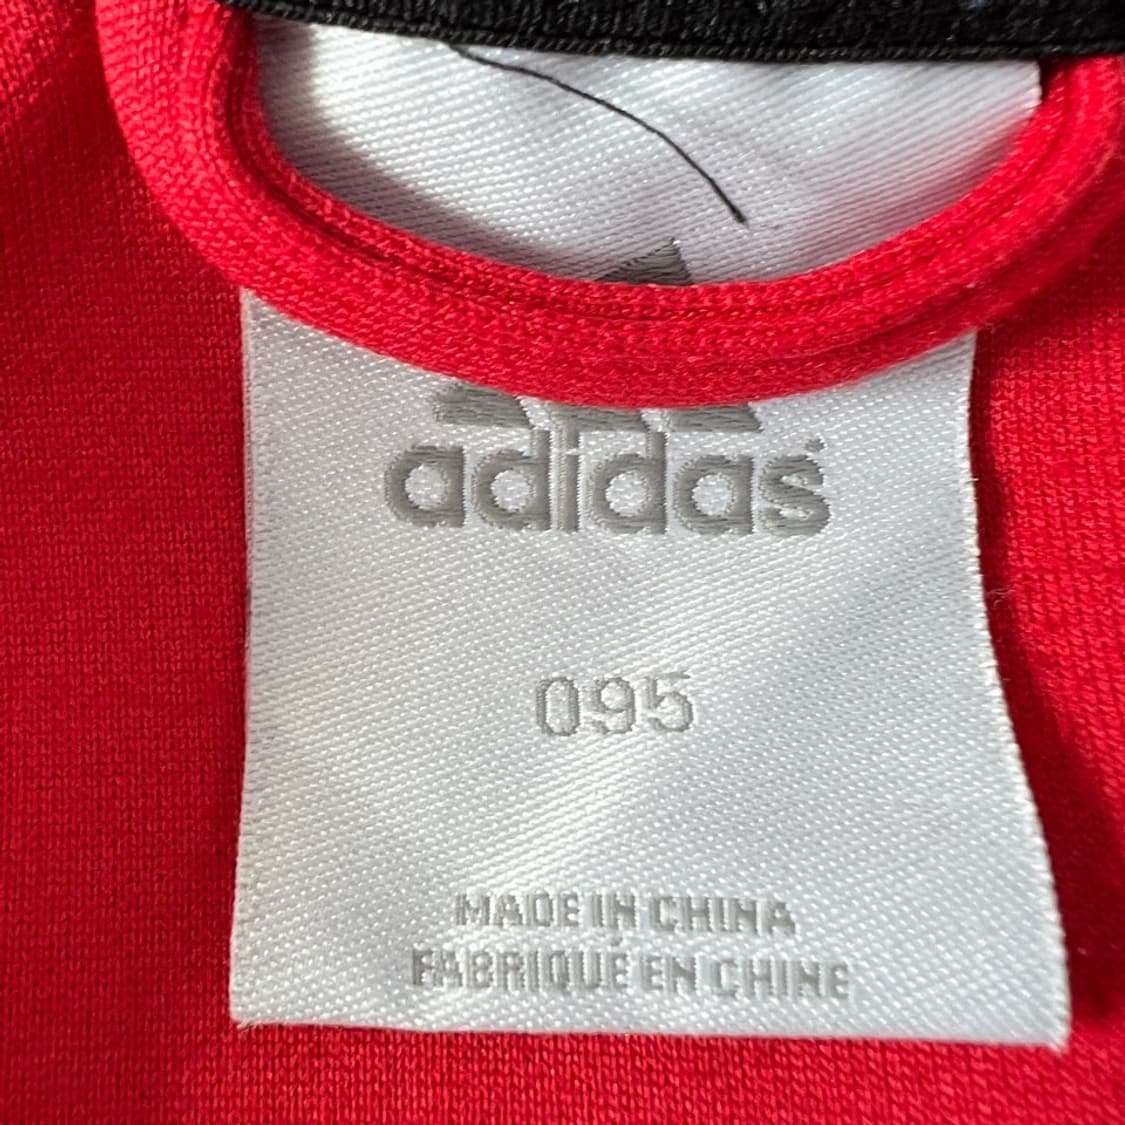 adidas
095
MADE IN CHINA
FABRIQUÉ EN CHINE